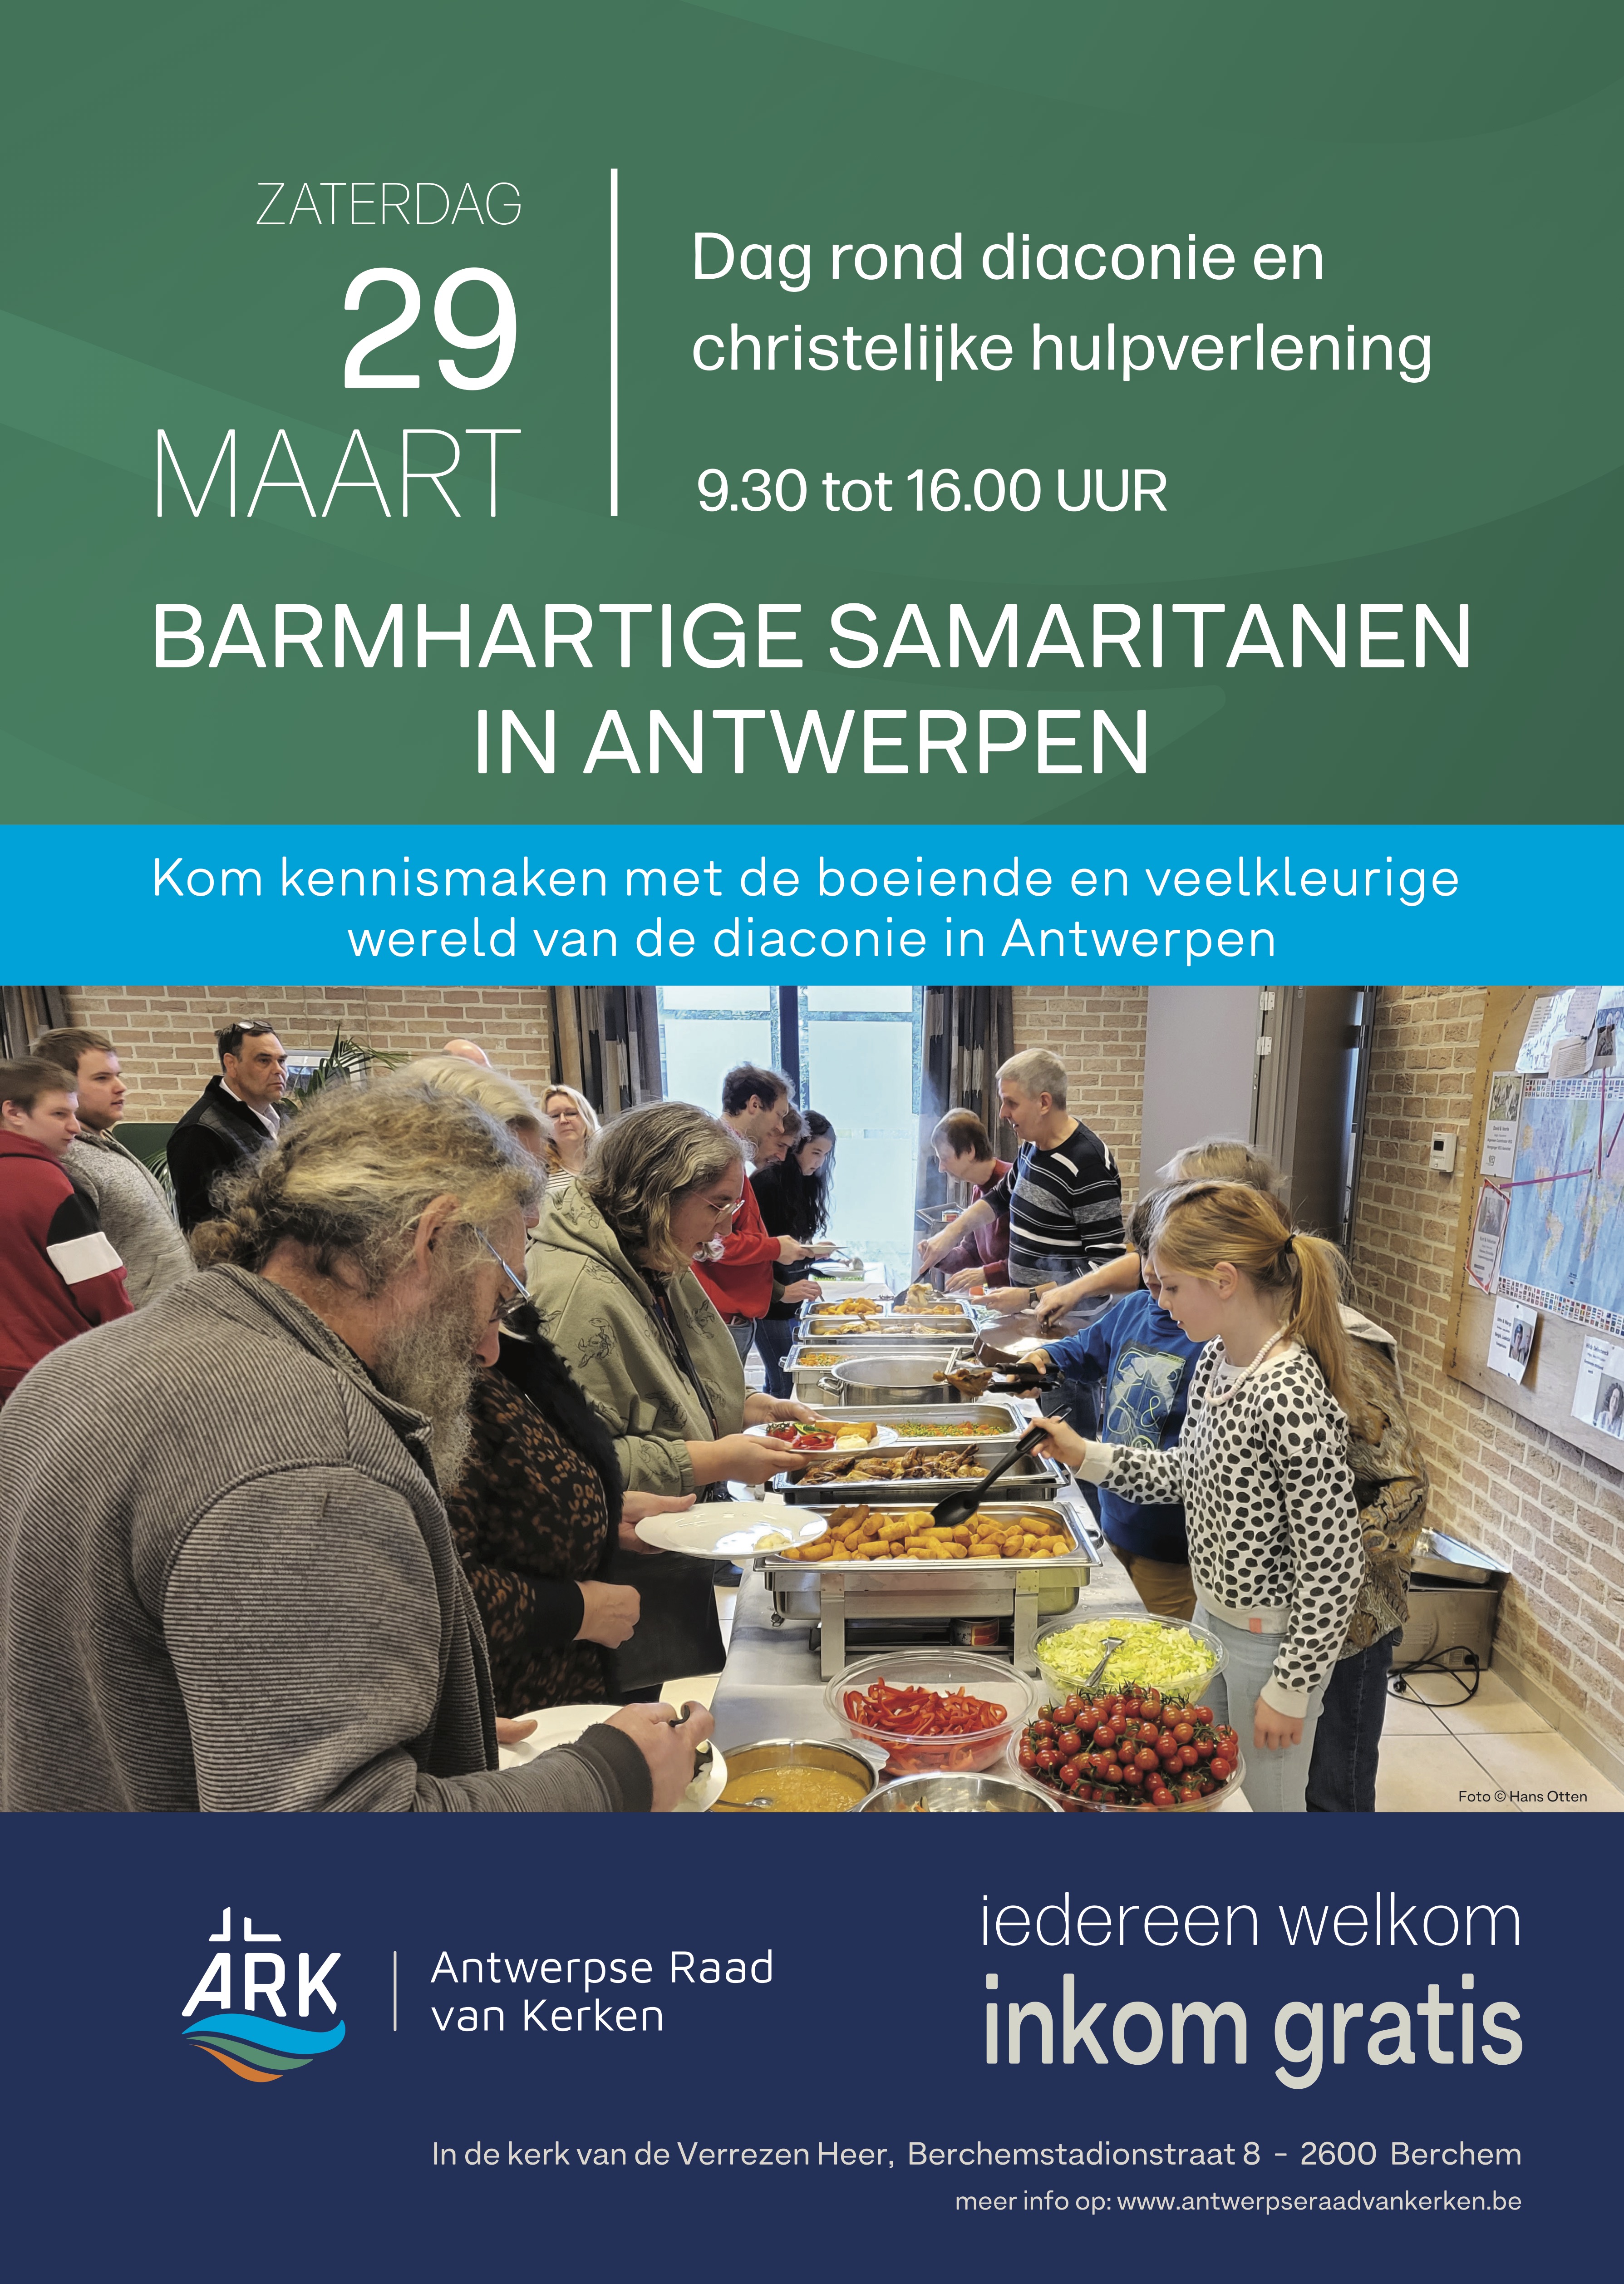 ZATERDAG
29
MAART
Dag rond diaconie en
christelijke hulpverlening
9.30 tot 16.00 UUR
BARMHARTIGE SAMARITANEN
IN ANTWERPEN
Kom kennismaken met de boeiende en veelkleurige
wereld van de diaconie in Antwerpen
Foto © Hans Otten
ARK
Antwerpse Raad
van Kerken
iedereen welkom
inkom gratis
In de kerk van de Verrezen Heer, Berchemstadionstraat 8 - 2600 Berchem
meer info op: www.antwerpseraadvankerken.be